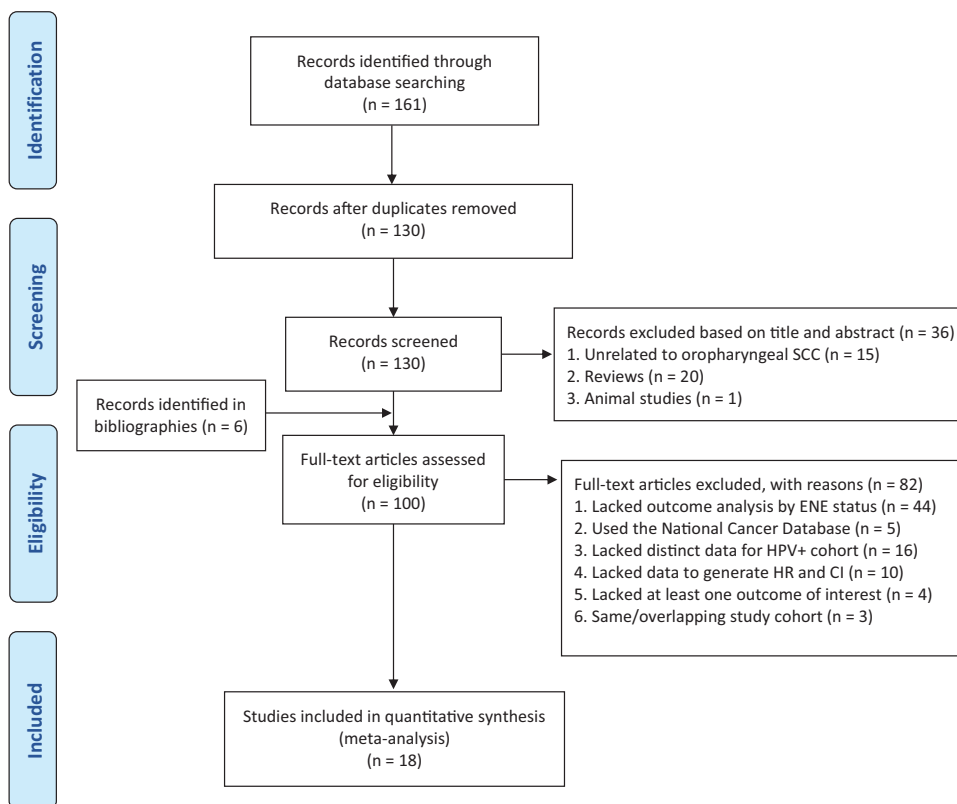 Identification
Records identified through
database searching
(n = 161)
Records after duplicates removed
(n = 130)
Screening
Records screened
(n = 130)
Records excluded based on title and abstract (n = 36)
1. Unrelated to oropharyngeal SCC (n = 15)
2. Reviews (n = 20)
3. Animal studies (n = 1)
Records identified in
bibliographies (n = 6)
Eligibility
Full-text articles assessed
for eligibility
(n = 100)
Full-text articles excluded, with reasons (n = 82)
1. Lacked outcome analysis by ENE status (n = 44)
2. Used the National Cancer Database (n = 5)
3. Lacked distinct data for HPV+ cohort (n = 16)
4. Lacked data to generate HR and CI (n = 10)
5. Lacked at least one outcome of interest (n = 4)
6. Same/overlapping study cohort (n = 3)
Included
Studies included in quantitative synthesis
(meta-analysis)
(n = 18)